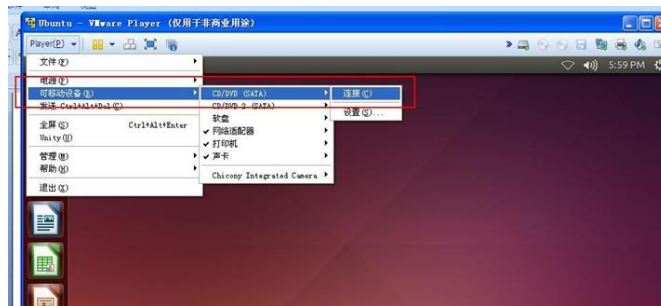 Ubuntu - VMware Player (仅用于非商业用途)
Player(P)
5:59 PM
文件(F)
电源(P)
可移动设备(R)
发送 Ctrl+Alt+Del(C)
全屏(S) Ctrl+Alt+Enter
Unity(U)
管理(M)
帮助(H)
退出(X)
CD/DVD (SATA)
CD/DVD 2 (SATA)
软盘
网络适配器
打印机
声卡
Chicony Integrated Camera
连接(C)
设置(S)...